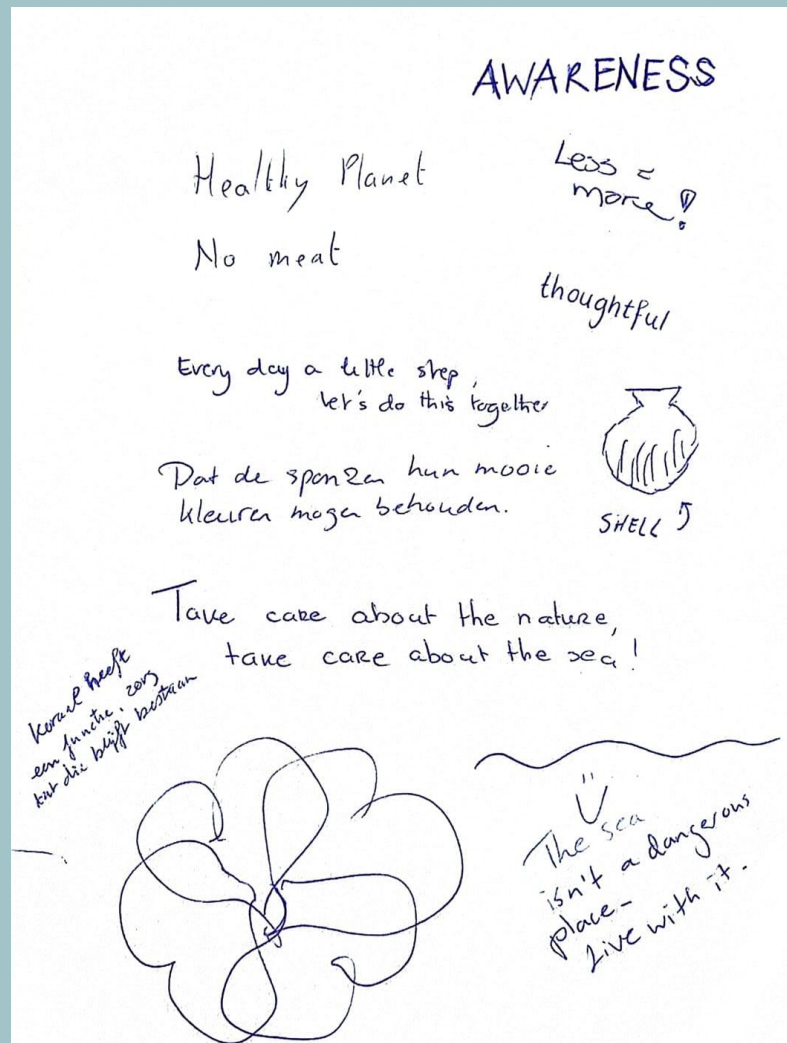 AWARENESS
Healthy Planet
Less =
more!
No meat
thoughtful
Every day a little step,
let's do this together
Dat de sponzen hun mooie
kleuren mogen behouden.
SHELL
Take care about the nature,
take care about the sea!
Koraal heeft
een functie, zorg
dat die blijft bestaan
The sea
isn't a dangerous
place-
Live with it.